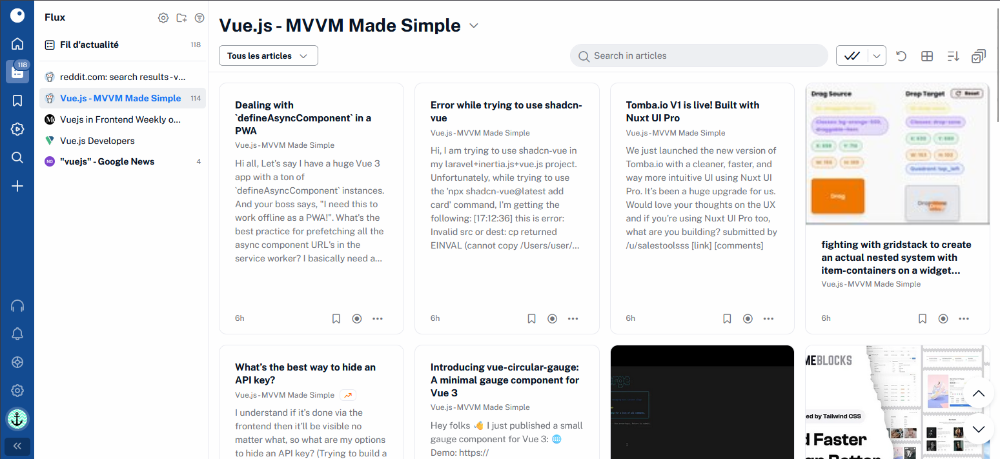 Flux
Fil d'actualité
118
118
reddit.com: search results - v...
Vue.js - MVVM Made Simple
114
Vuejs in Frontend Weekly o...
Vue.js Developers
NG
"vuejs" - Google News
4
Vue.js - MVVM Made Simple
Tous les articles
Search in articles
Dealing with
`defineAsyncComponent` in a
PWA
Vue.js - MVVM Made Simple
Hi all, Let's say I have a huge Vue 3
app with a ton of
`defineAsyncComponent` instances.
And your boss says, "I need this to
work offline as a PWA!". What's the
best practice for prefetching all the
async component URL's in the
service worker? I basically need a...
6h
Error while trying to use shadcn-
vue
Vue.js - MVVM Made Simple
Hi, I am trying to use shadcn-vue in
my laravel+inertia.js+vue.js project.
Unfortunately, while trying to use
the 'npx shadcn-vue@latest add
card' command, I'm getting the
following: [17:12:36] this is error:
Invalid src or dest: cp returned
EINVAL (cannot copy /Users/user/...
6h
Tomba.io V1 is live! Built with
Nuxt UI Pro
Vue.js - MVVM Made Simple
We just launched the new version of
Tomba.io with a cleaner, faster, and
way more intuitive UI using Nuxt UI
Pro. It's been a huge upgrade for us.
Would love your thoughts on the UX
and if you're using Nuxt UI Pro too,
what are you building? submitted by
/u/salestoolsss [link] [comments]
6h
Drag Source
Drop Target
Reset
Drag
fighting with gridstack to create
an actual nested system with
item-containers on a widget...
Vue.js - MVVM Made Simple
6h
What's the best way to hide an
API key?
Vue.js - MVVM Made Simple
I understand if it's done via the
frontend then it'll be visible no
matter what, so what are my options
to hide an API key? (Trying to build a
Introducing vue-circular-gauge:
A minimal gauge component for
Vue 3
Vue.js - MVVM Made Simple
Hey folks 👋 I just published a small
gauge component for Vue 3: 🌐
Demo: https://
MEBLOCKS
ed by Tailwind CSS
d Faster